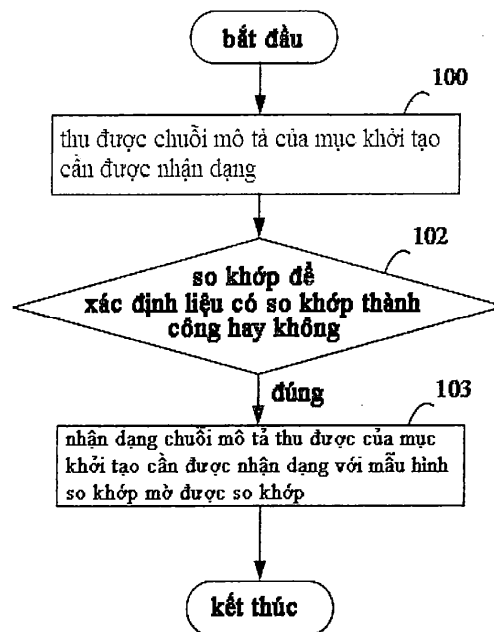 bắt đầu
100
thu được chuỗi mô tả của mục khởi tạo
cần được nhận dạng
102
so khớp để
xác định liệu có so khớp thành
công hay không
đúng
103
nhận dạng chuỗi mô tả thu được của mục
khởi tạo cần được nhận dạng với mẫu hình
so khớp mờ được so khớp
kết thúc